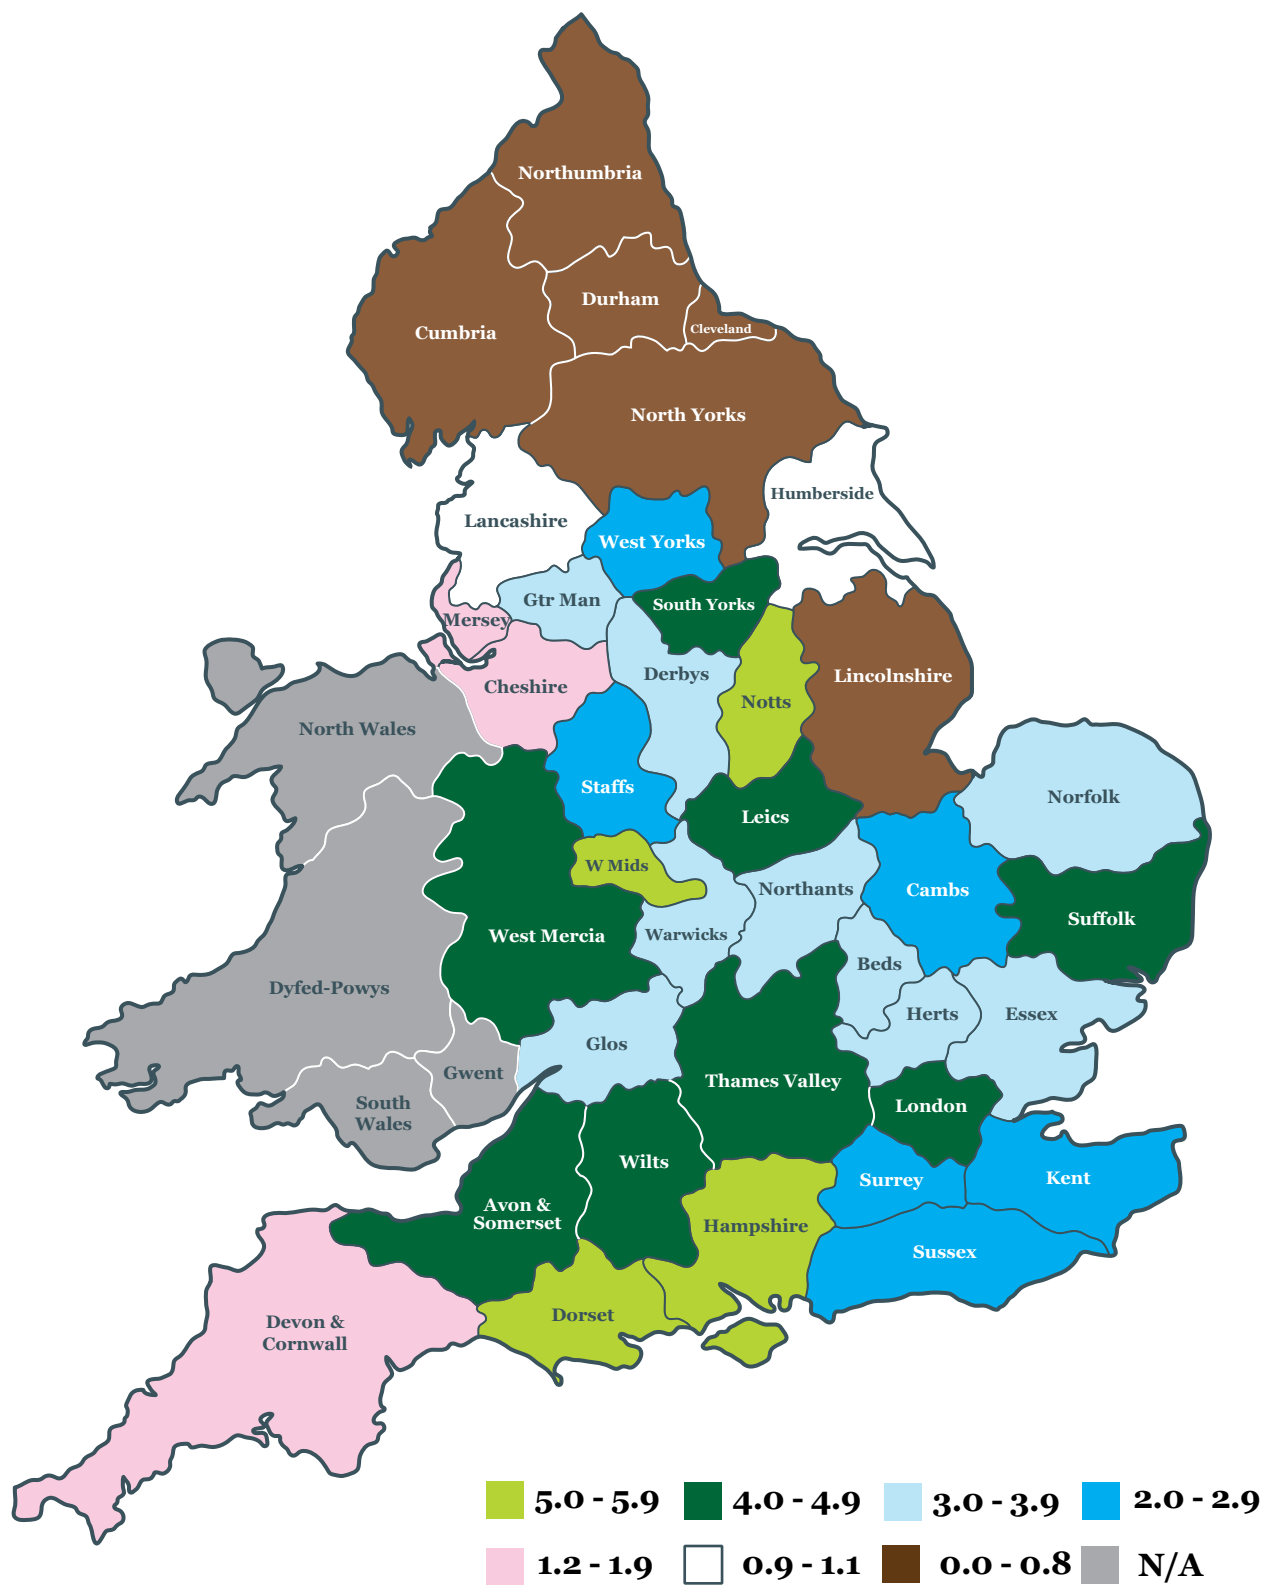 Northumbria
Durham
Cleveland
Cumbria
North Yorks
Humberside
Lancashire
West Yorks
Gtr Man
South Yorks
Mersey
Derbys
Lincolnshire
Cheshire
Notts
North Wales
Staffs
Norfolk
Leics
W Mids
Northants
Cambs
Suffolk
West Mercia
Warwicks
Beds
Dyfed-Powys
Herts
Essex
Glos
Gwent
Thames Valley
South
Wales
London
Wilts
Surrey
Kent
Avon &
Somerset
Hampshire
Sussex
Dorset
Devon &
Cornwall
5.0 - 5.9
4.0 - 4.9
3.0 - 3.9
2.0 - 2.9
1.2 - 1.9
0.9 - 1.1
0.0 - 0.8
N/A